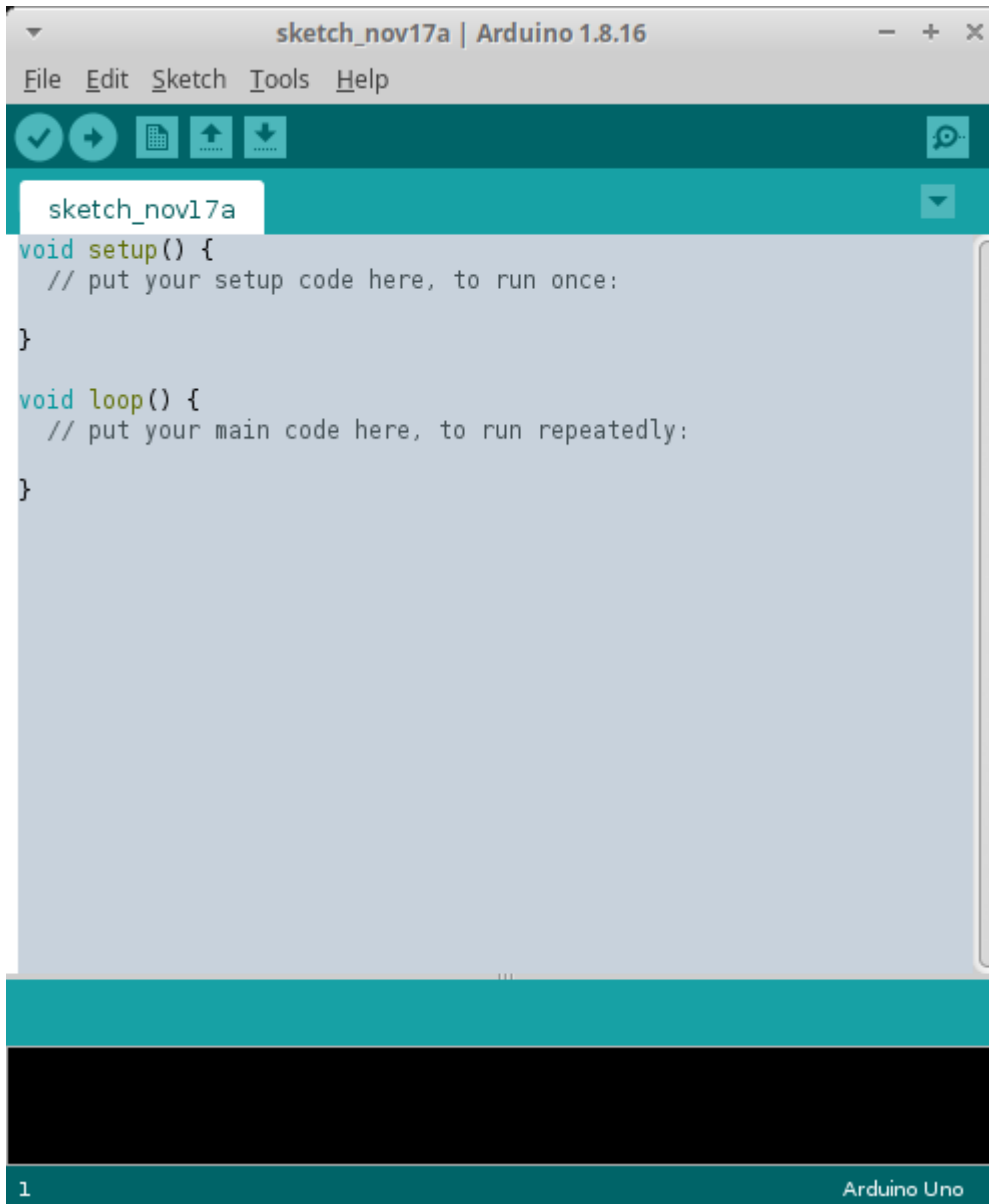 sketch_nov17a | Arduino 1.8.16
File Edit Sketch Tools Help
sketch_nov17a
void setup() {
  // put your setup code here, to run once:
}
void loop() {
  // put your main code here, to run repeatedly:
}
1 Arduino Uno